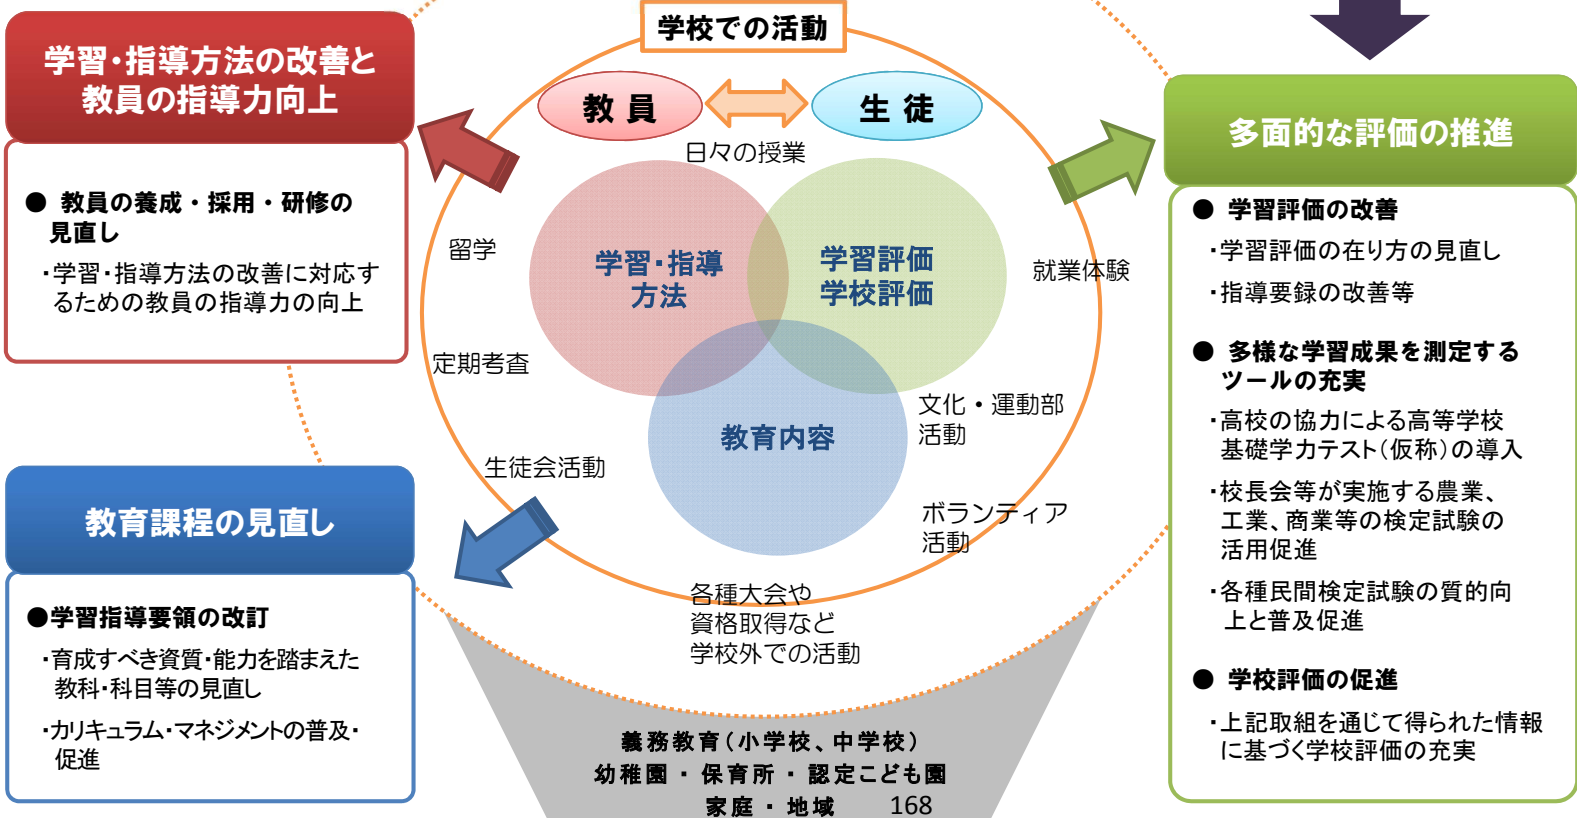 学校での活動
学習・指導方法の改善と
教員の指導力向上
● 教員の養成・採用・研修の
見直し
・学習・指導方法の改善に対応す
るための教員の指導力の向上
教育課程の見直し
●学習指導要領の改訂
・育成すべき資質・能力を踏まえた
教科・科目等の見直し
・カリキュラム・マネジメントの普及・
促進
教 員
生 徒
日々の授業
留学
学習・指導
方法
学習評価
学校評価
就業体験
定期考査
文化・運動部
活動
教育内容
生徒会活動
ボランティア
活動
各種大会や
資格取得など
学校外での活動
義務教育（小学校、中学校）
幼稚園・保育所・認定こども園
家庭・地域
168
多面的な評価の推進
● 学習評価の改善
・学習評価の在り方の見直し
・指導要録の改善等
● 多様な学習成果を測定する
ツールの充実
・高校の協力による高等学校
基礎学力テスト（仮称）の導入
・校長会等が実施する農業、
工業、商業等の検定試験の
活用促進
・各種民間検定試験の質的向
上と普及促進
● 学校評価の促進
・上記取組を通じて得られた情報
に基づく学校評価の充実